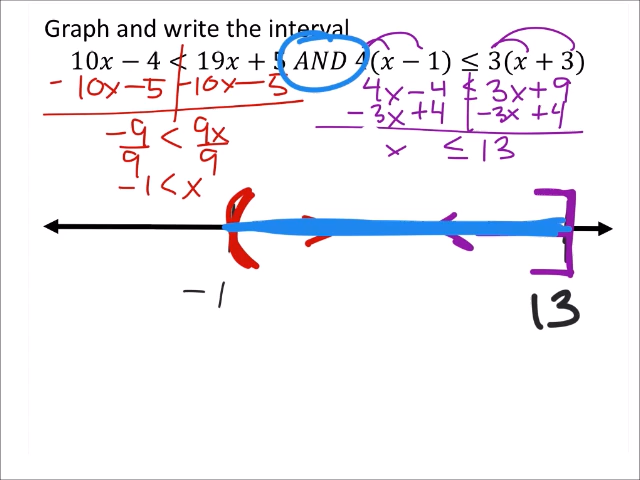 Graph and write the interval
10x − 4 < 19x + 5 AND 4(x − 1) ≤ 3(x + 3)
− 10x − 5 − 10x − 5 4x − 4 ≤ 3x + 9
− 3x + 4 − 3x + 4
−9/9 < 9x/9 x ≤ 13
−1 < x
−1 13